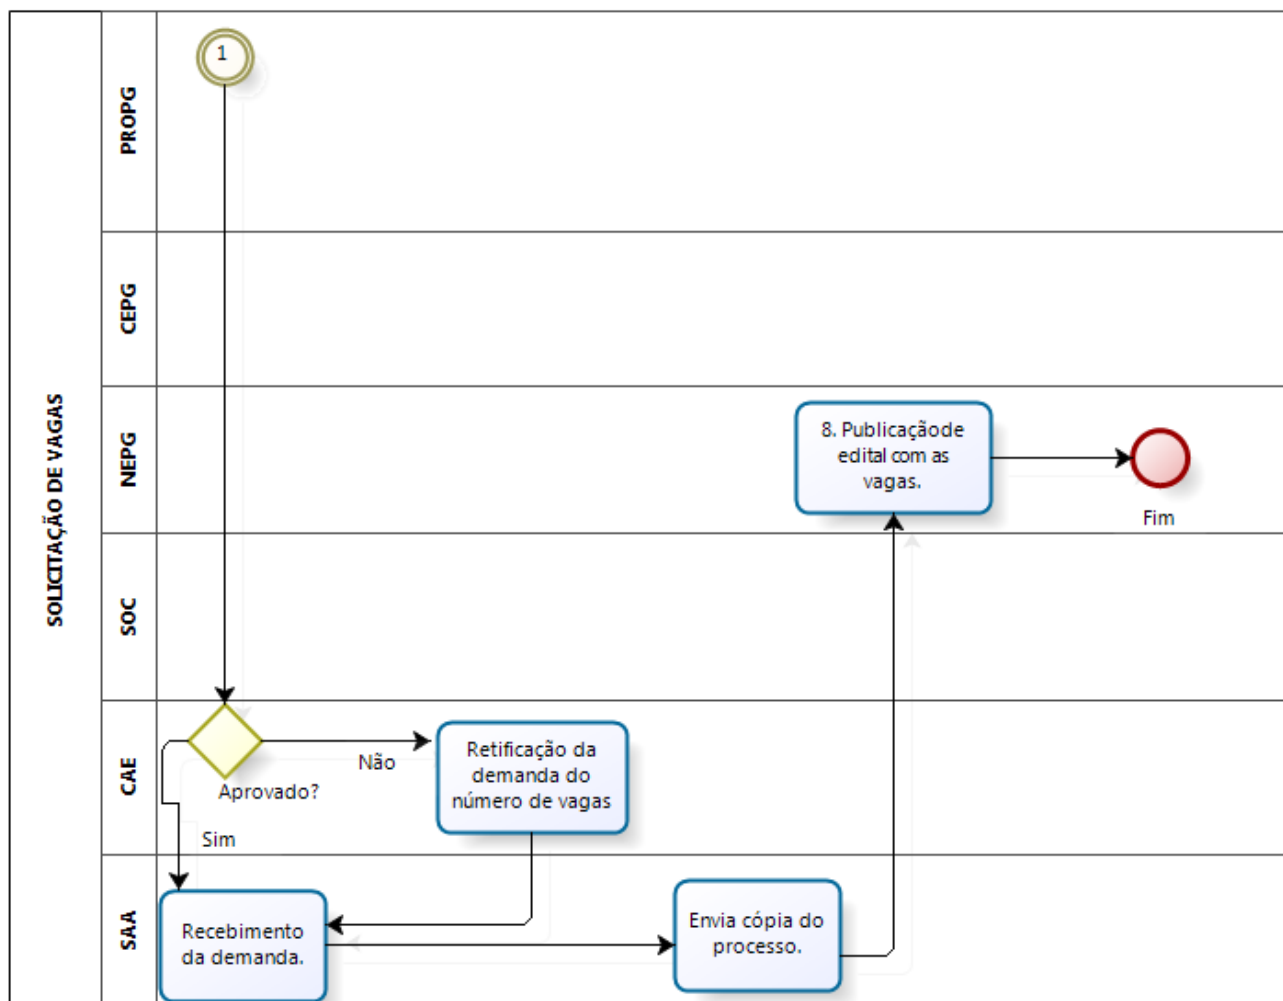 SOLICITAÇÃO DE VAGAS
PROPG
1
CEPG
NEPG
8. Publicaçãode
edital com as
vagas.
Fim
SOC
CAE
Aprovado?
Não
Sim
Retificação da
demanda do
número de vagas
SAA
Recebimento
da demanda.
Envia cópia do
processo.